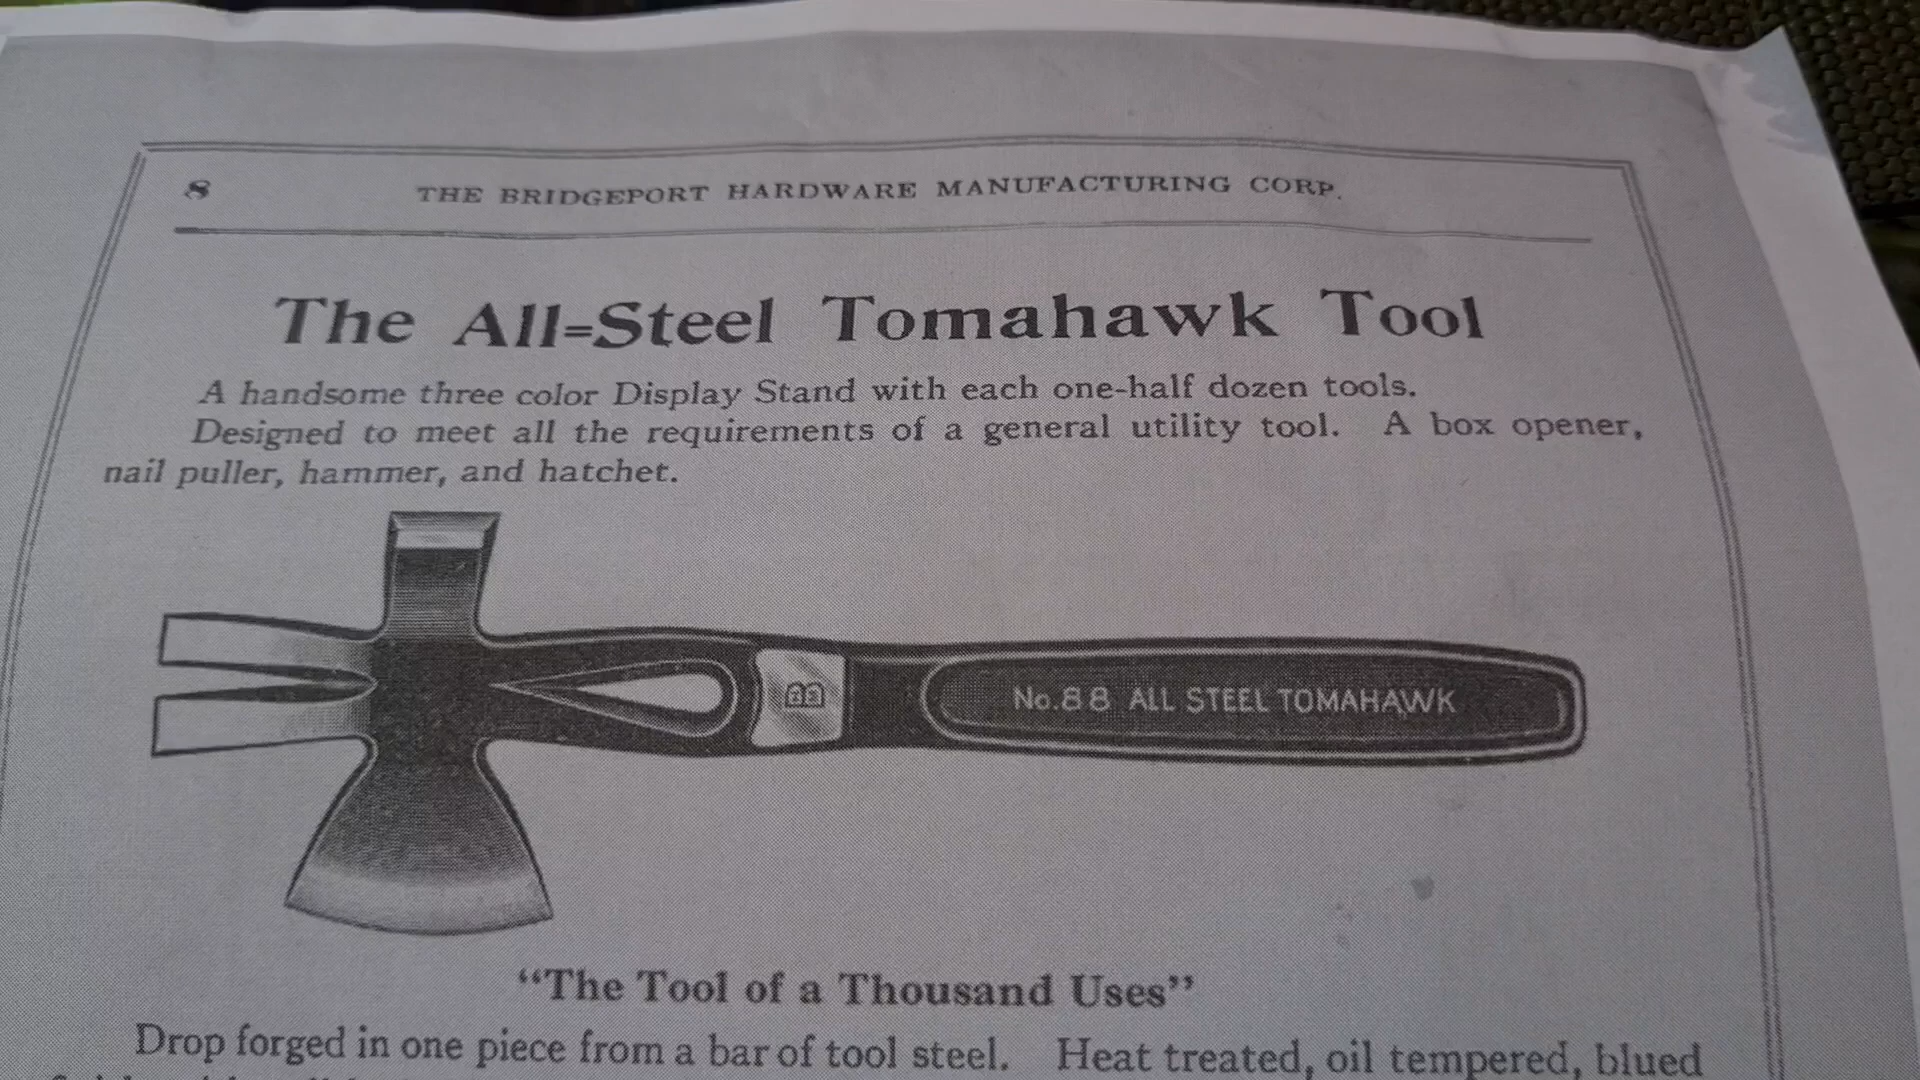 8
THE BRIDGEPORT HARDWARE MANUFACTURING CORP.
The All=Steel Tomahawk Tool
A handsome three color Display Stand with each one-half dozen tools.
Designed to meet all the requirements of a general utility tool. A box opener,
nail puller, hammer, and hatchet.
BB
No.88 ALL STEEL TOMAHAWK
“The Tool of a Thousand Uses”
Drop forged in one piece from a bar of tool steel. Heat treated, oil tempered, blued